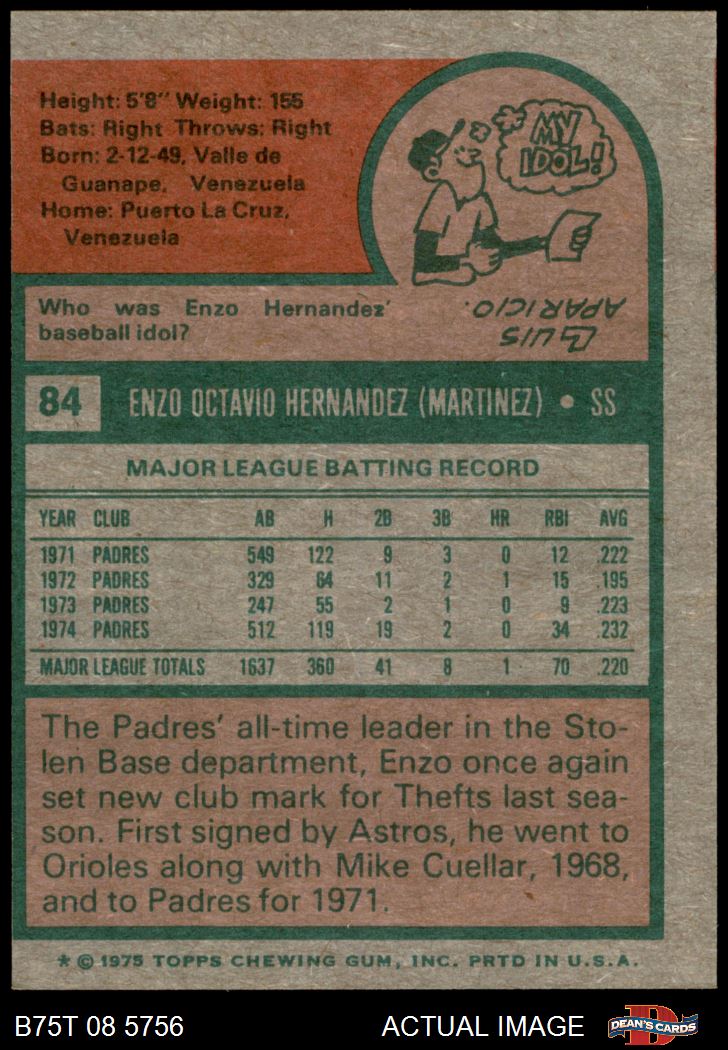 Height: 5'8" Weight: 155
Bats: Right Throws: Right
Born: 2-12-49, Valle de
Guanape, Venezuela
Home: Puerto La Cruz,
Venezuela
MY
IDOL!
Who was Enzo Hernandez'
baseball idol?
LUIS
APARICIO.
84 ENZO OCTAVIO HERNANDEZ (MARTINEZ) • SS
MAJOR LEAGUE BATTING RECORD
YEAR CLUB AB H 2B 3B HR RBI AVG
1971 PADRES 549 122 9 3 0 12 .222
1972 PADRES 329 64 11 2 1 15 .195
1973 PADRES 247 55 2 1 0 9 .223
1974 PADRES 512 119 19 2 0 34 .232
MAJOR LEAGUE TOTALS 1637 360 41 8 1 70 .220
The Padres' all-time leader in the Sto-
len Base department, Enzo once again
set new club mark for Thefts last sea-
son. First signed by Astros, he went to
Orioles along with Mike Cuellar, 1968,
and to Padres for 1971.
* © 1975 TOPPS CHEWING GUM, INC. PRTD IN U.S.A.
B75T 08 5756 ACTUAL IMAGE D DEAN'S CARDS